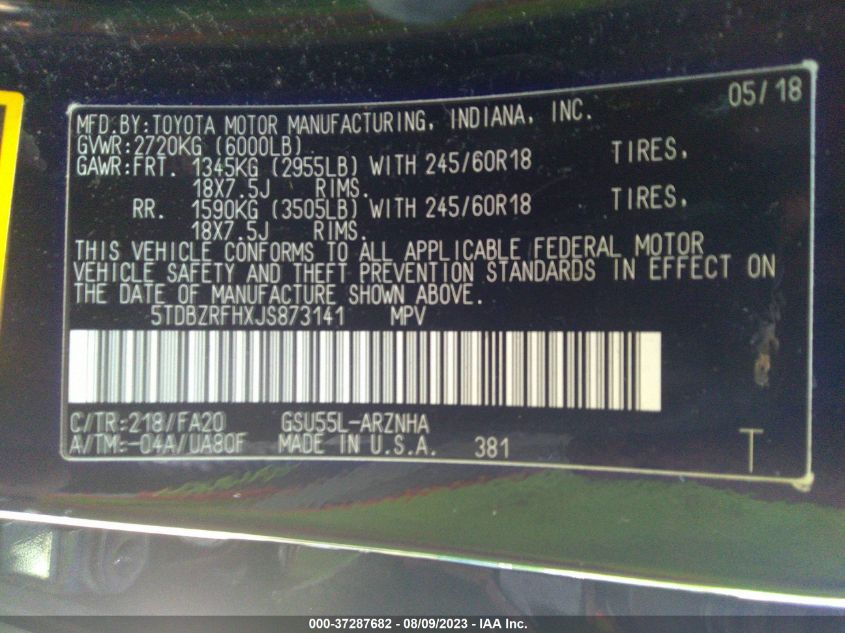 05/18
MFD.BY:TOYOTA MOTOR MANUFACTURING, INDIANA, INC.
GVWR:2720KG (6000LB)
GAWR:FRT. 1345KG (2955LB) WITH 245/60R18 TIRES,
18X7.5J RIMS.
RR. 1590KG (3505LB) WITH 245/60R18 TIRES,
18X7.5J RIMS.
THIS VEHICLE CONFORMS TO ALL APPLICABLE FEDERAL MOTOR
VEHICLE SAFETY AND THEFT PREVENTION STANDARDS IN EFFECT ON
THE DATE OF MANUFACTURE SHOWN ABOVE.
5TDBZRFHXJS873141 MPV
C/TR:218/FA20 GSU55L-ARZNHA
A/TM:-04A/UA80F MADE IN U.S.A. 381 T
000-37287682 - 08/09/2023 - IAA Inc.